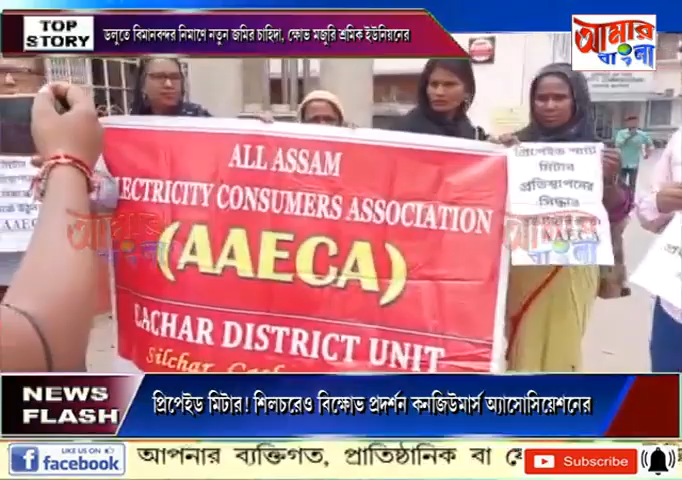 TOP
STORY
ডলুতে বিমানবন্দর নিমাণে নতুন জমির চাহিদা, ক্ষোভ মজুরি শ্রমিক ইউনিয়নের
আমার
বাংলা
ALL ASSAM
ELECTRICITY CONSUMERS ASSOCIATION
(AAECA)
CACHAR DISTRICT UNIT
Silchar
প্রিপেইড স্মার্ট
মিটার
প্রতিস্থাপনের
সিদ্ধান্ত
আমার
বাংলা
আমার
বাংলা
NEWS
FLASH
প্রিপেইড মিটার! শিলচরেও বিক্ষোভ প্রদর্শন কনজিউমার্স অ্যাসোসিয়েশনের
LIKE US ON
facebook
আপনার ব্যক্তিগত, প্রাতিষ্ঠানিক বা
Subscribe